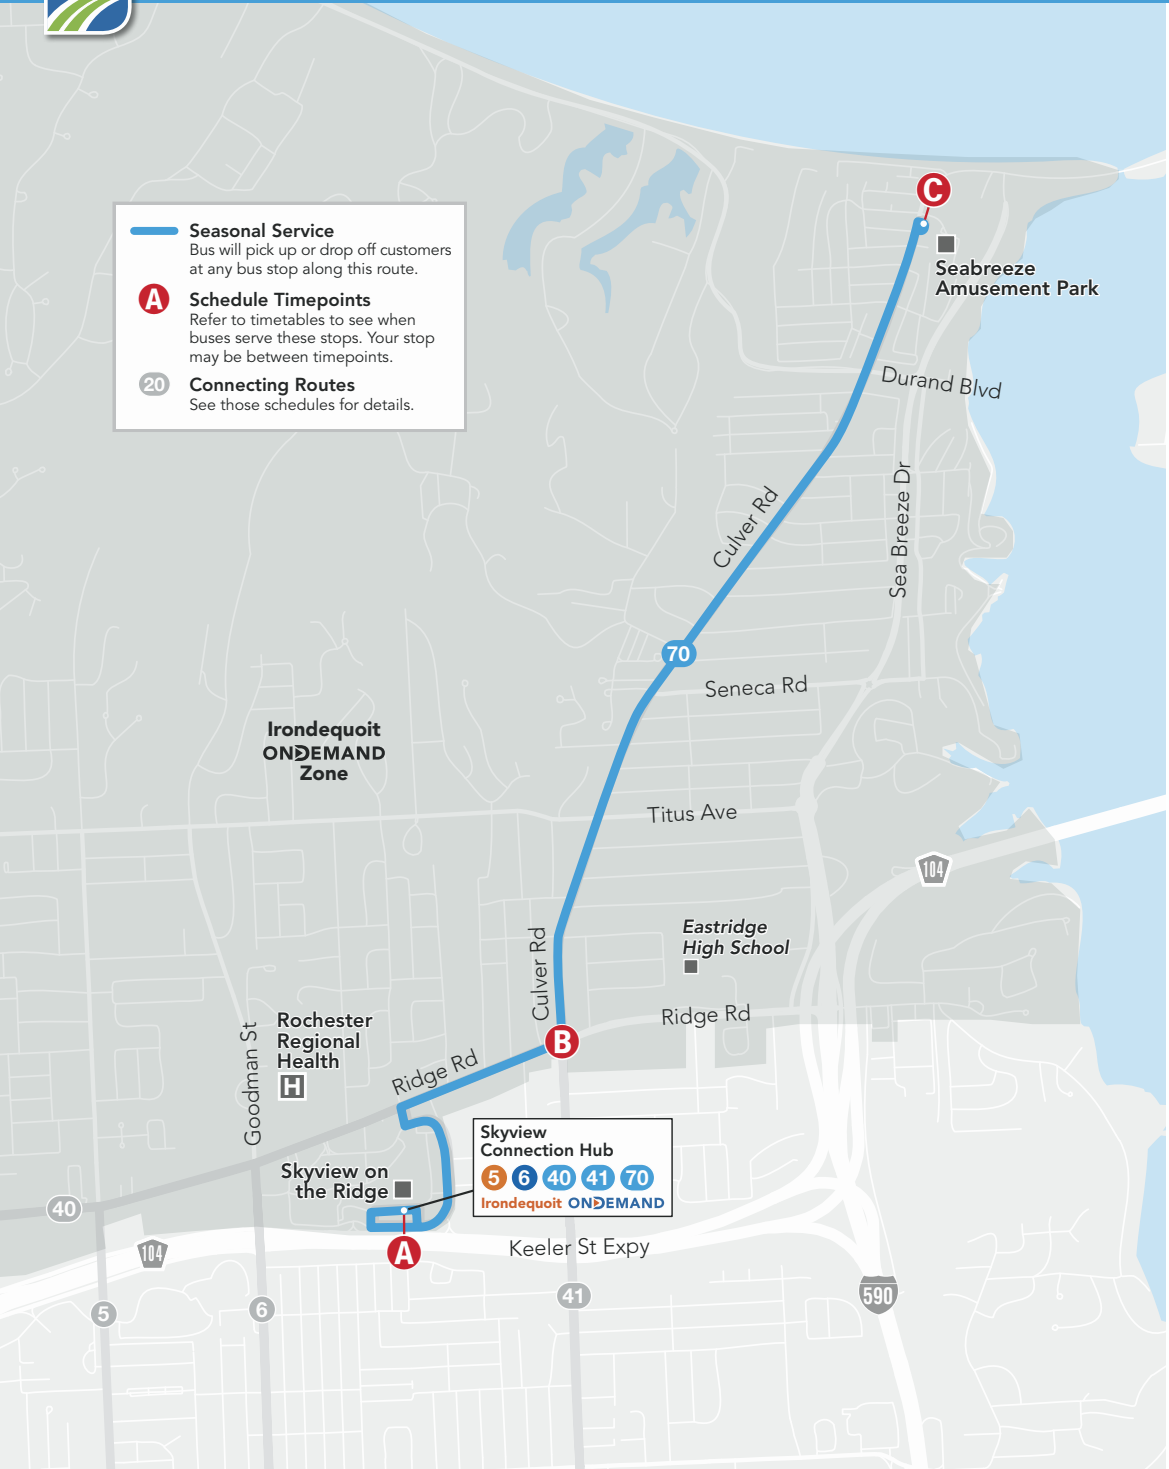 C
Seabreeze
Amusement Park
Seasonal Service
Bus will pick up or drop off customers
at any bus stop along this route.
A
Schedule Timepoints
Refer to timetables to see when
buses serve these stops. Your stop
may be between timepoints.
20
Connecting Routes
See those schedules for details.
Durand Blvd
Culver Rd
Sea Breeze Dr
70
Seneca Rd
Irondequoit
ONDEMAND
Zone
Titus Ave
104
Eastridge
High School
Culver Rd
Ridge Rd
B
Rochester
Regional
Health
H
Goodman St
Ridge Rd
Skyview
Connection Hub
5 6 40 41 70
Irondequoit ONDEMAND
Skyview on
the Ridge
40
A
Keeler St Expy
104
5
6
41
590